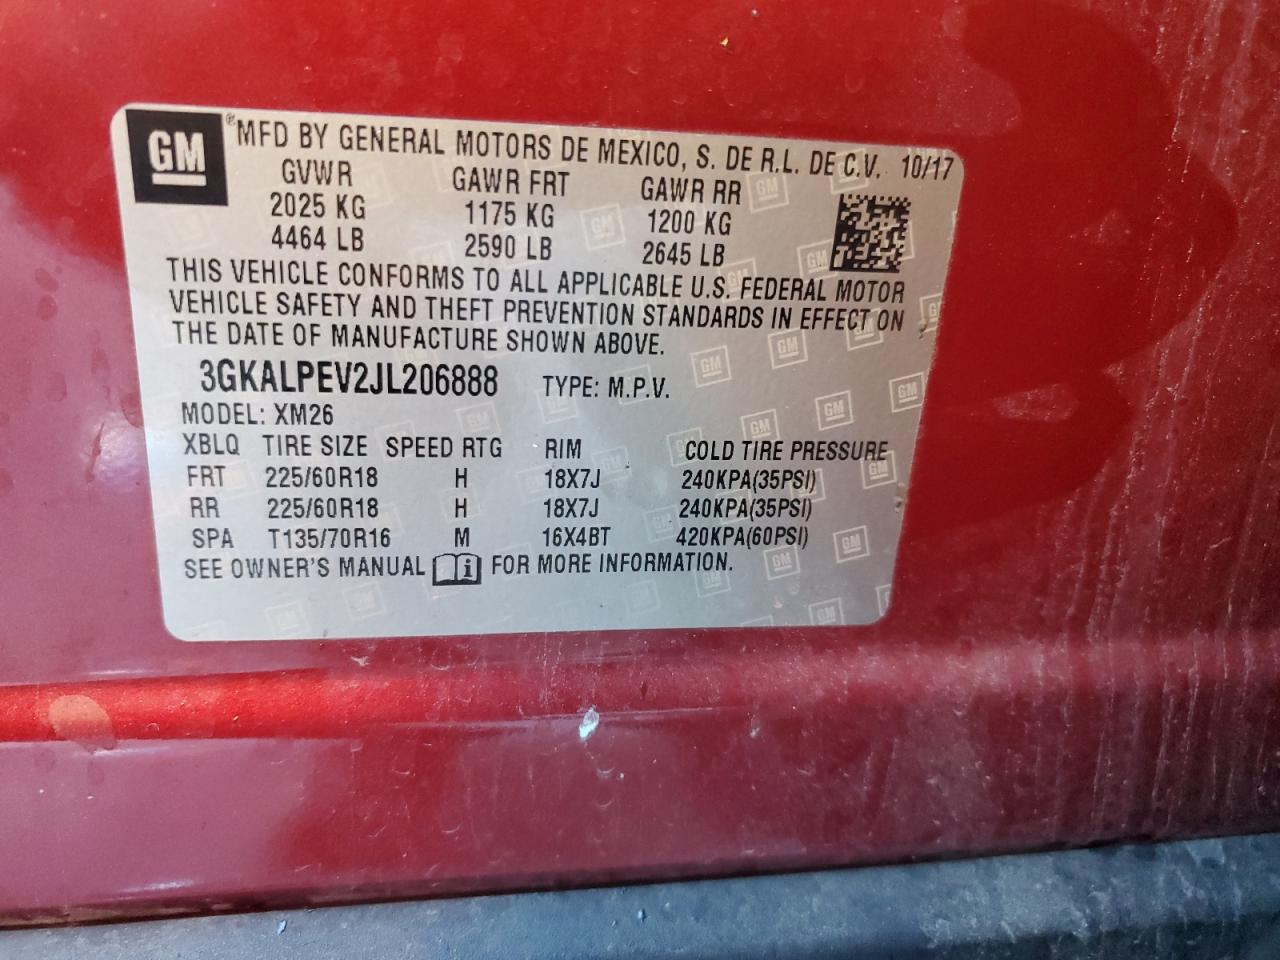 GM ® MFD BY GENERAL MOTORS DE MEXICO, S. DE R.L. DE C.V. 10/17
GVWR GAWR FRT GAWR RR
2025 KG 1175 KG 1200 KG
4464 LB 2590 LB 2645 LB
THIS VEHICLE CONFORMS TO ALL APPLICABLE U.S. FEDERAL MOTOR
VEHICLE SAFETY AND THEFT PREVENTION STANDARDS IN EFFECT ON
THE DATE OF MANUFACTURE SHOWN ABOVE.
3GKALPEV2JL206888 TYPE: M.P.V.
MODEL: XM26
XBLQ TIRE SIZE SPEED RTG RIM COLD TIRE PRESSURE
FRT 225/60R18 H 18X7J 240KPA(35PSI)
RR 225/60R18 H 18X7J 240KPA(35PSI)
SPA T135/70R16 M 16X4BT 420KPA(60PSI)
SEE OWNER'S MANUAL i FOR MORE INFORMATION.